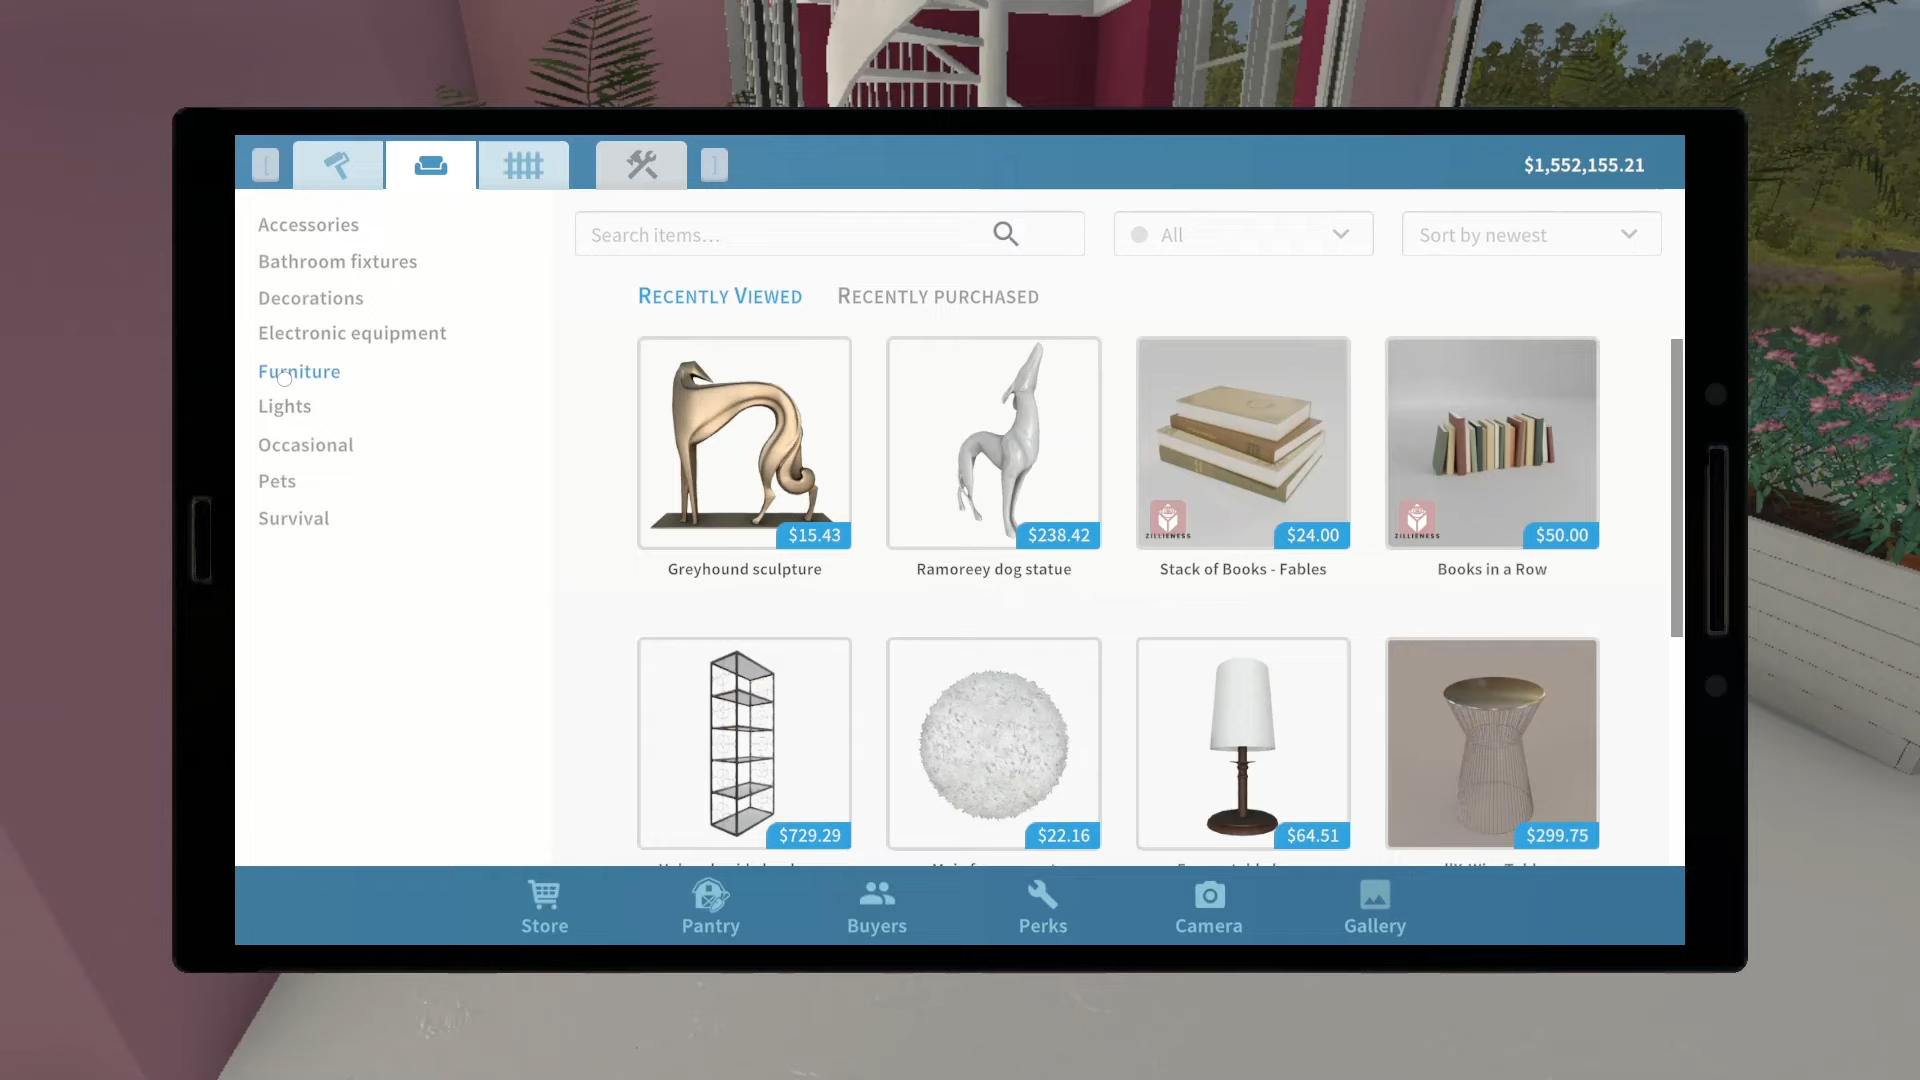 [
]
$1,552,155.21
Accessories
Bathroom fixtures
Decorations
Electronic equipment
Furniture
Lights
Occasional
Pets
Survival
Search items...
All
Sort by newest
RECENTLY VIEWED
RECENTLY PURCHASED
$15.43
$238.42
ZILLIENESS
$24.00
ZILLIENESS
$50.00
Greyhound sculpture
Ramoreey dog statue
Stack of Books - Fables
Books in a Row
$729.29
$22.16
$64.51
$299.75
Store
Pantry
Buyers
Perks
Camera
Gallery